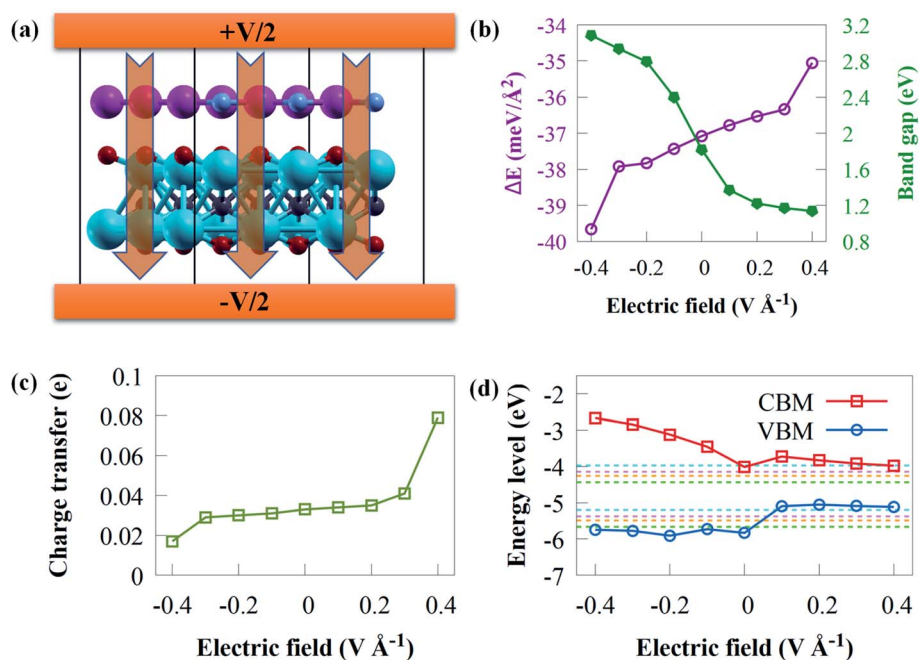 (a)
+V/2
-V/2
(b)
ΔE (meV/Å²)
-34
-35
-36
-37
-38
-39
-40
3.2
2.8
2.4
2
1.6
1.2
0.8
Band gap (eV)
-0.4 -0.2 0 0.2 0.4
Electric field (V Å⁻¹)
(c)
Charge transfer (e)
0.1
0.08
0.06
0.04
0.02
0
-0.4 -0.2 0 0.2 0.4
Electric field (V Å⁻¹)
(d)
Energy level (eV)
-2
-3
-4
-5
-6
-7
CBM
VBM
-0.4 -0.2 0 0.2 0.4
Electric field (V Å⁻¹)